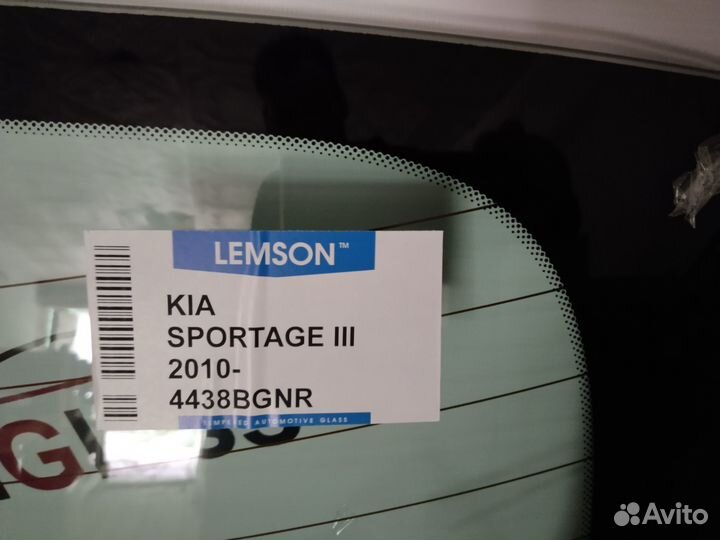 LEMSON™
KIA
SPORTAGE III
2010-
4438BGNR
TEMPERED AUTOMOTIVE GLASS
Avito